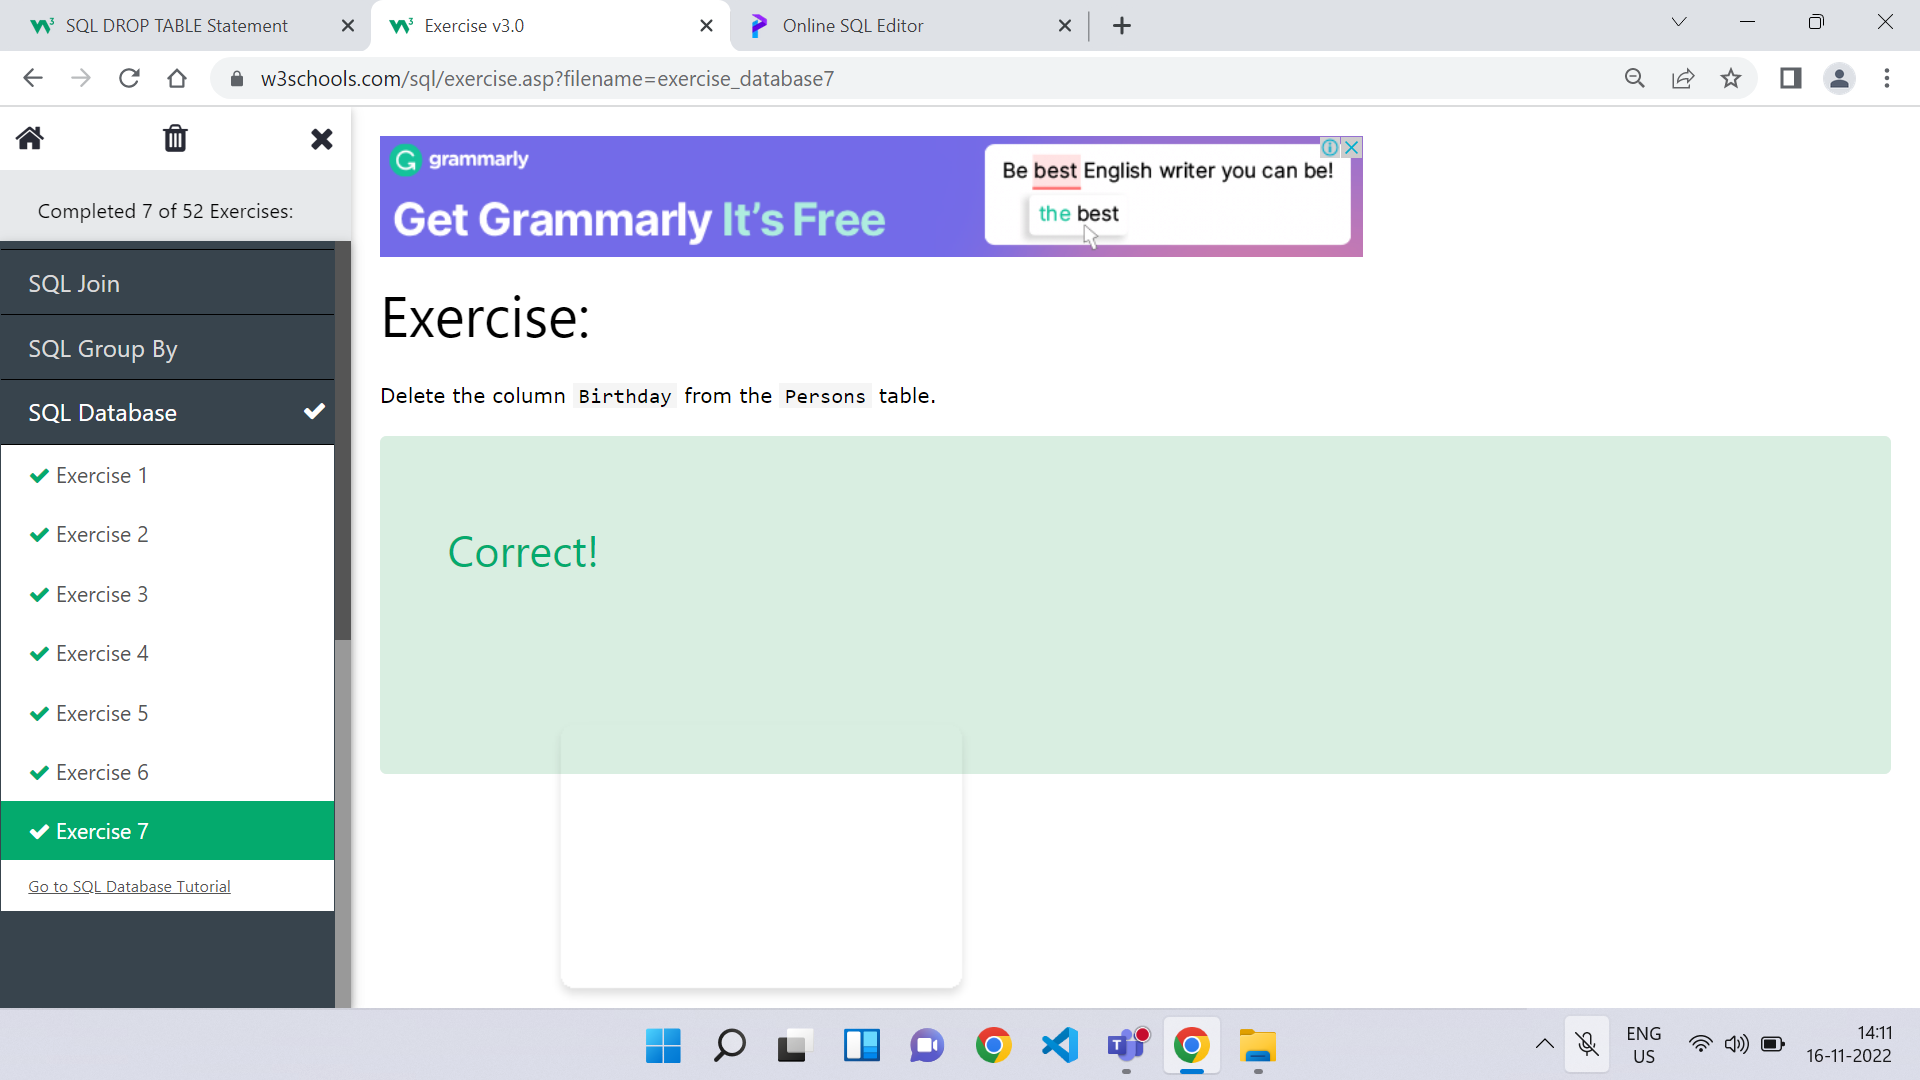 SQL DROP TABLE Statement
Exercise v3.0
Online SQL Editor
w3schools.com/sql/exercise.asp?filename=exercise_database7
Completed 7 of 52 Exercises:
SQL Join
SQL Group By
SQL Database
Exercise 1
Exercise 2
Exercise 3
Exercise 4
Exercise 5
Exercise 6
Exercise 7
Go to SQL Database Tutorial
grammarly
Get Grammarly It's Free
Be best English writer you can be!
the best
Exercise:
Delete the column Birthday from the Persons table.
Correct!
ENG
US
14:11
16-11-2022